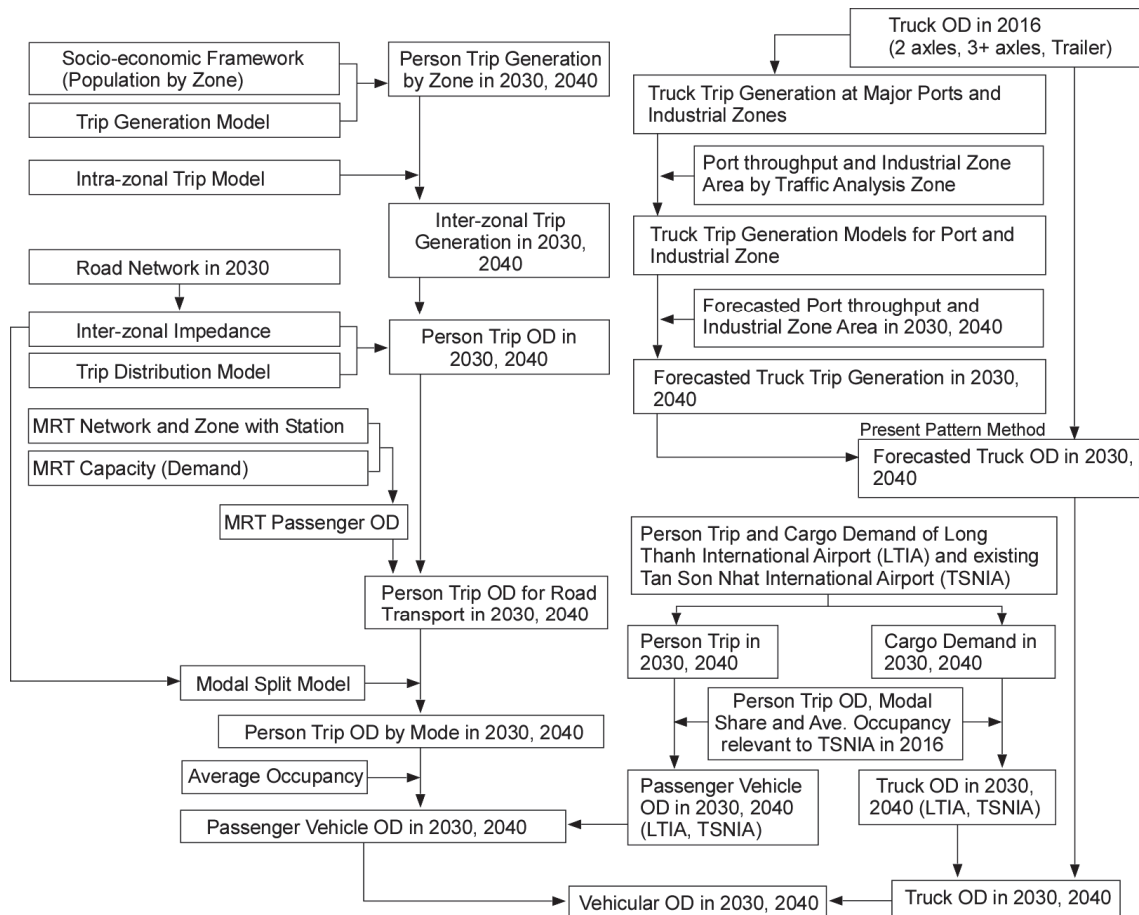 Socio-economic Framework
(Population by Zone)
Trip Generation Model
Person Trip Generation
by Zone in 2030, 2040
Intra-zonal Trip Model
Inter-zonal Trip
Generation in 2030,
2040
Road Network in 2030
Inter-zonal Impedance
Trip Distribution Model
Person Trip OD in
2030, 2040
MRT Network and Zone with Station
MRT Capacity (Demand)
MRT Passenger OD
Person Trip OD for Road
Transport in 2030, 2040
Modal Split Model
Person Trip OD by Mode in 2030, 2040
Average Occupancy
Passenger Vehicle OD in 2030, 2040
Truck OD in 2016
(2 axles, 3+ axles, Trailer)
Truck Trip Generation at Major Ports and
Industrial Zones
Port throughput and Industrial Zone
Area by Traffic Analysis Zone
Truck Trip Generation Models for Port and
Industrial Zone
Forecasted Port throughput and
Industrial Zone Area in 2030, 2040
Forecasted Truck Trip Generation in 2030,
2040
Present Pattern Method
Forecasted Truck OD in 2030,
2040
Person Trip and Cargo Demand of Long
Thanh International Airport (LTIA) and existing
Tan Son Nhat International Airport (TSNIA)
Person Trip in
2030, 2040
Cargo Demand in
2030, 2040
Person Trip OD, Modal
Share and Ave. Occupancy
relevant to TSNIA in 2016
Passenger Vehicle
OD in 2030, 2040
(LTIA, TSNIA)
Truck OD in 2030,
2040 (LTIA, TSNIA)
Vehicular OD in 2030, 2040
Truck OD in 2030, 2040